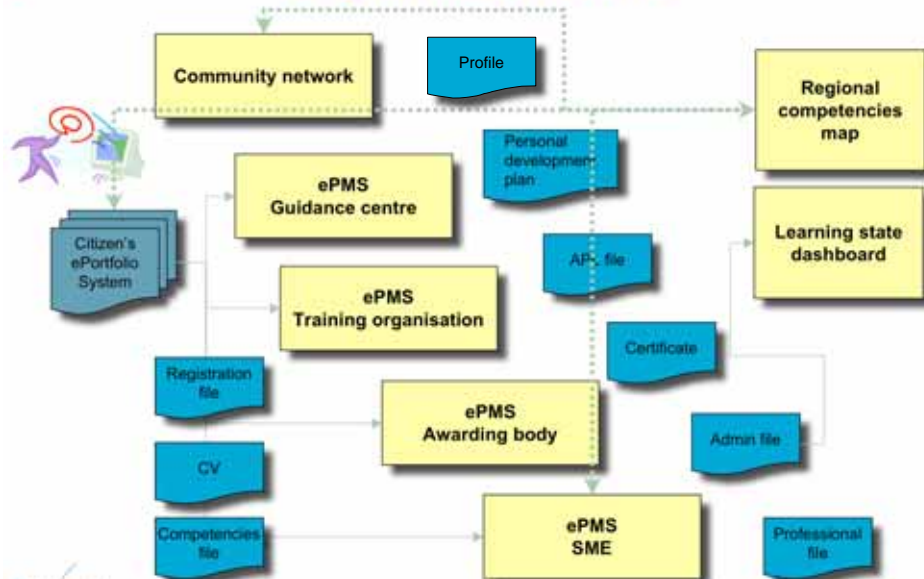 Community network
Profile
Regional
competencies
map
Personal
development
plan
ePMS
Guidance centre
Citizen's
ePortfolio
System
Learning state
dashboard
file
ePMS
Training organisation
Certificate
Registration
file
ePMS
Awarding body
Admin file
CV
Competencies
file
ePMS
SME
Professional
file